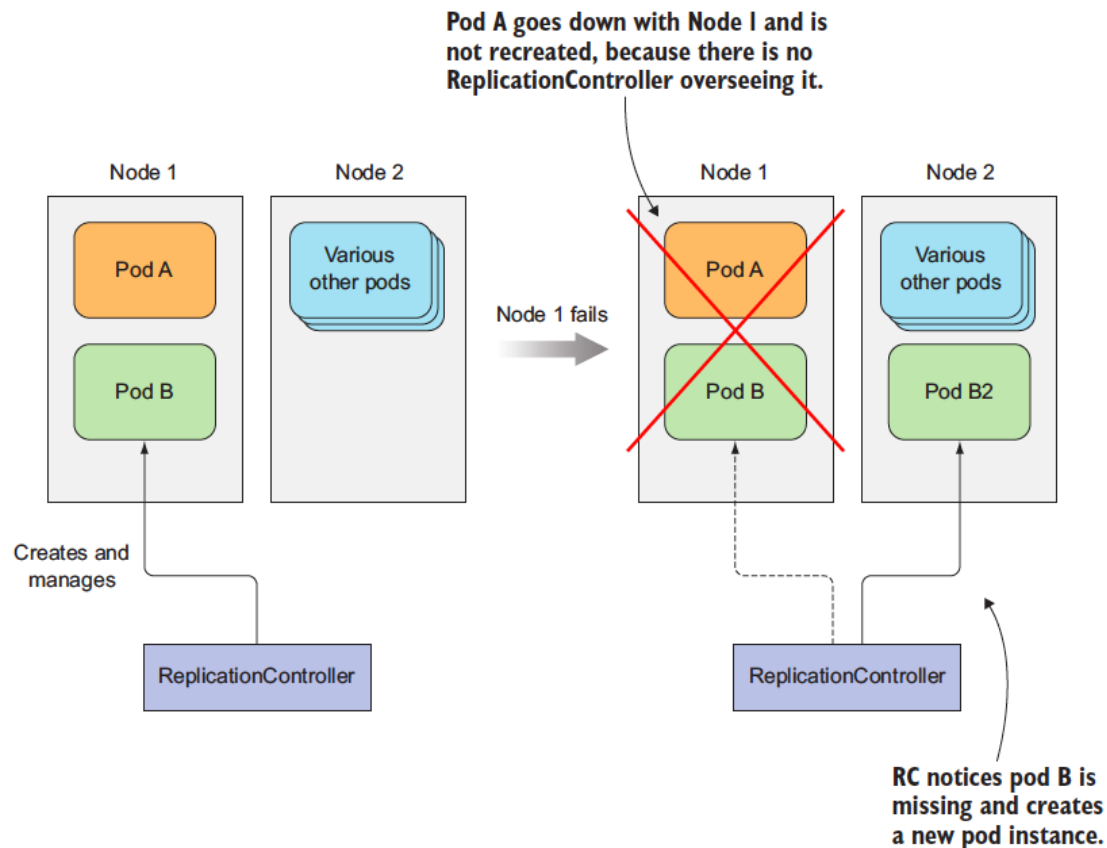 Pod A goes down with Node 1 and is
not recreated, because there is no
ReplicationController overseeing it.
Node 1
Node 2
Pod A
Various
other pods
Pod B
Creates and
manages
ReplicationController
Node 1 fails
Node 1
Node 2
Pod A
Various
other pods
Pod B
Pod B2
ReplicationController
RC notices pod B is
missing and creates
a new pod instance.